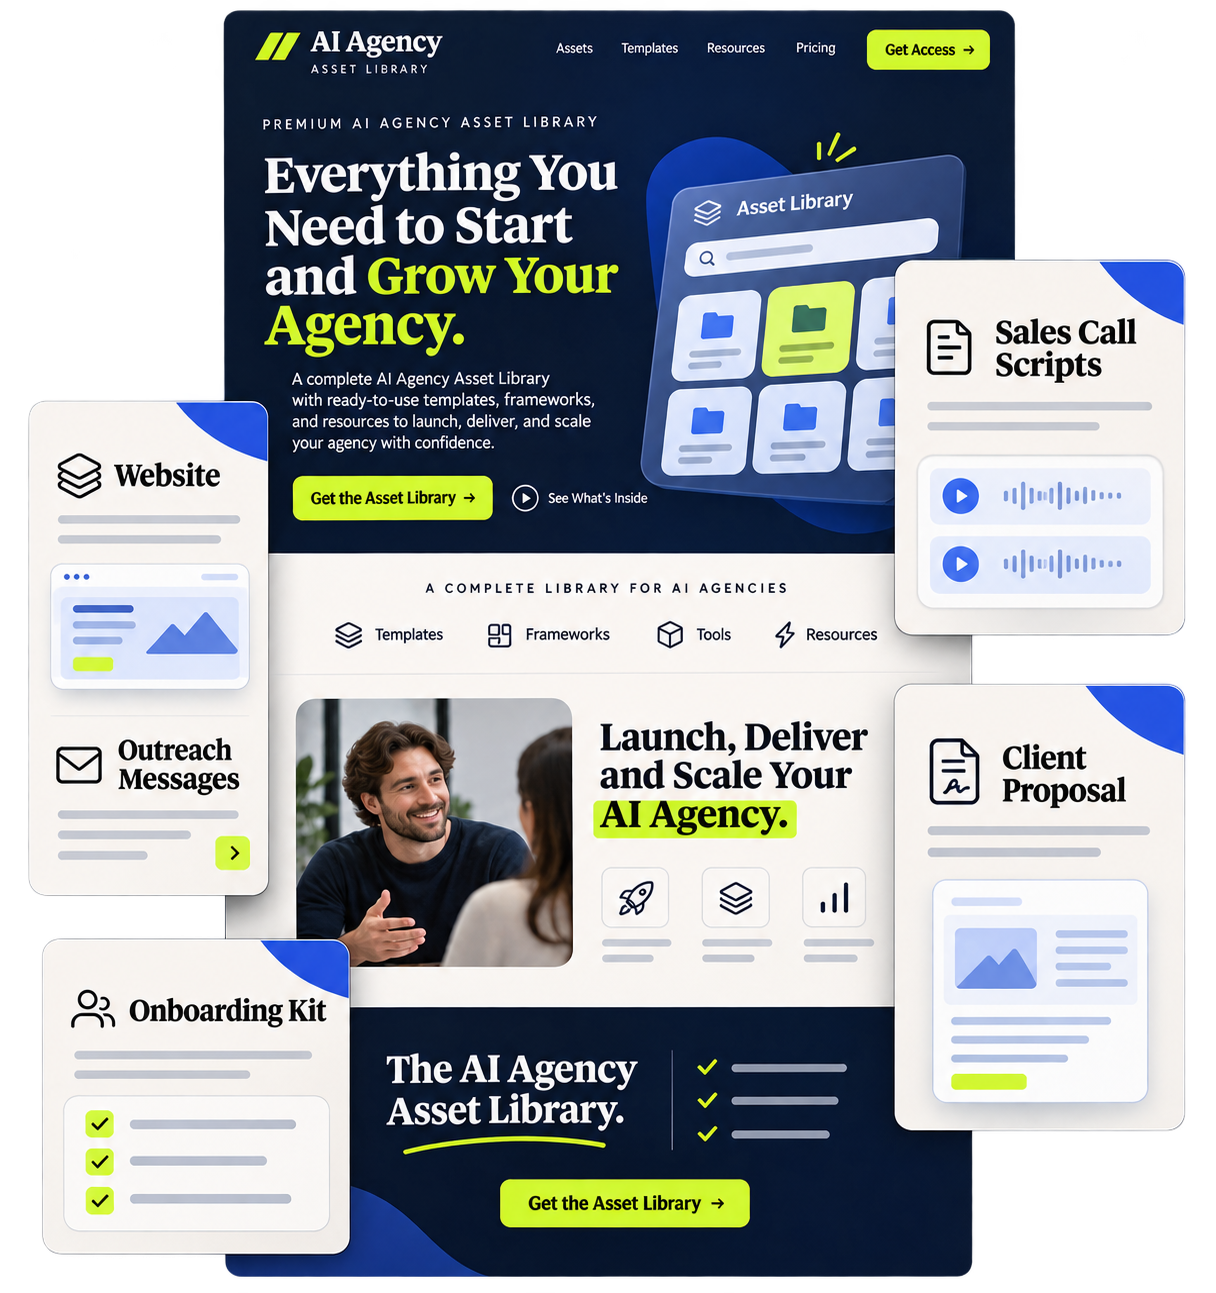 AI Agency
ASSET LIBRARY
Assets
Templates
Resources
Pricing
Get Access →
PREMIUM AI AGENCY ASSET LIBRARY
Everything You
Need to Start
and Grow Your
Agency.
A complete AI Agency Asset Library
with ready-to-use templates, frameworks,
and resources to launch, deliver, and scale
your agency with confidence.
Get the Asset Library →
See What's Inside
Asset Library
Sales Call
Scripts
Website
Outreach
Messages
A COMPLETE LIBRARY FOR AI AGENCIES
Templates
Frameworks
Tools
Resources
Launch, Deliver
and Scale Your
AI Agency.
Client
Proposal
Onboarding Kit
The AI Agency
Asset Library.
Get the Asset Library →